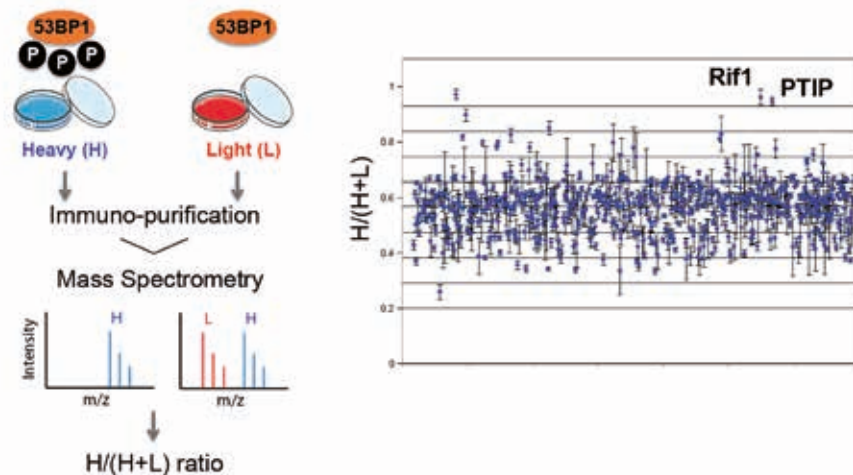 53BP1
P P P
53BP1
Heavy (H)
Light (L)
Immuno-purification
Mass Spectrometry
H
L H
Intensity
m/z
m/z
H/(H+L) ratio
Rif1
PTIP
H/(H+L)
1
0.8
0.6
0.4
0.2
0